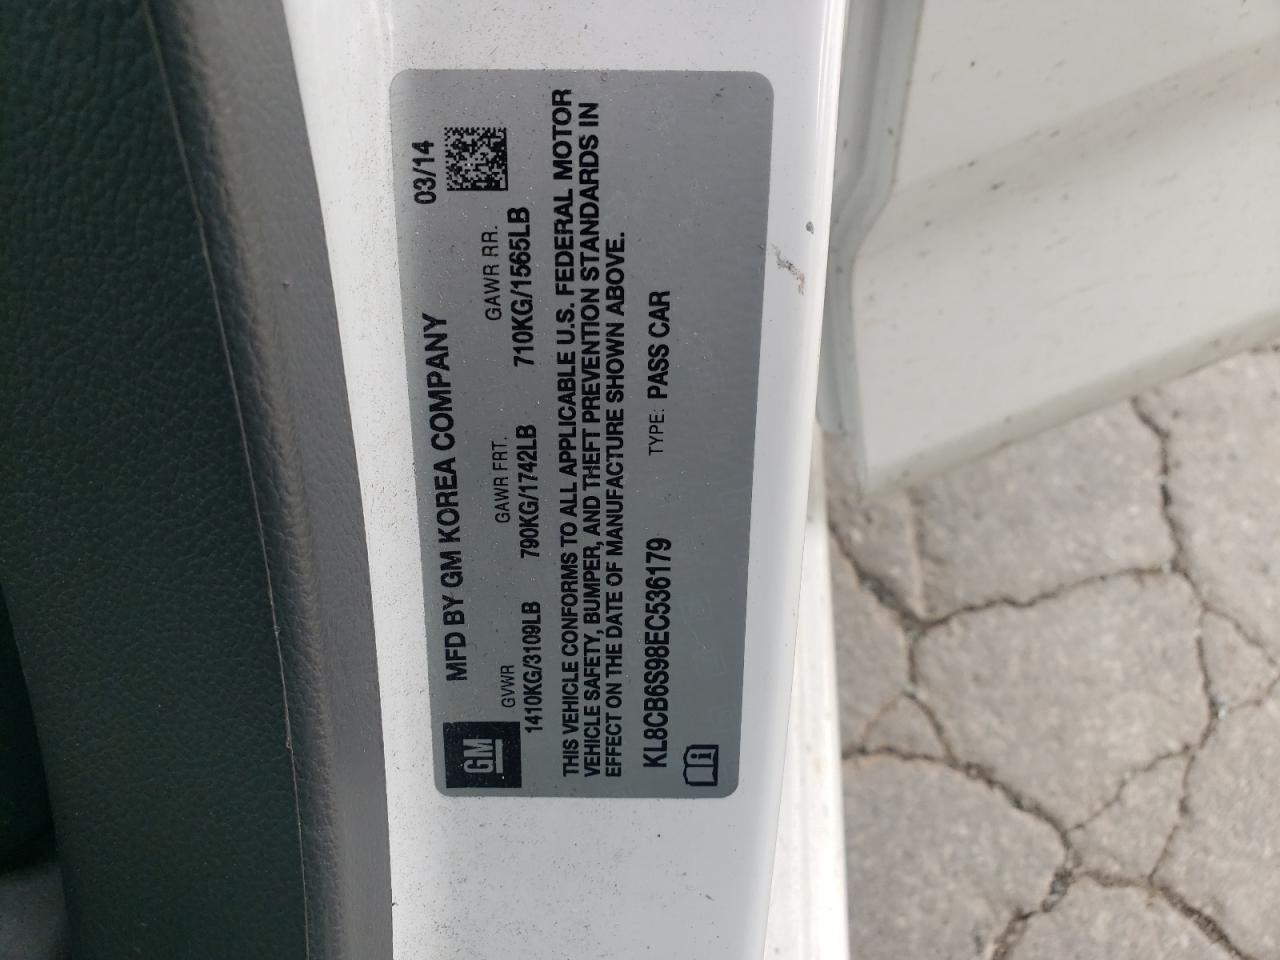 GM
MFD BY GM KOREA COMPANY 03/14
GVWR GAWR FRT. GAWR RR.
1410KG/3109LB 790KG/1742LB 710KG/1565LB
THIS VEHICLE CONFORMS TO ALL APPLICABLE U.S. FEDERAL MOTOR
VEHICLE SAFETY, BUMPER, AND THEFT PREVENTION STANDARDS IN
EFFECT ON THE DATE OF MANUFACTURE SHOWN ABOVE.
KL8CB6S98EC536179 TYPE: PASS CAR
i